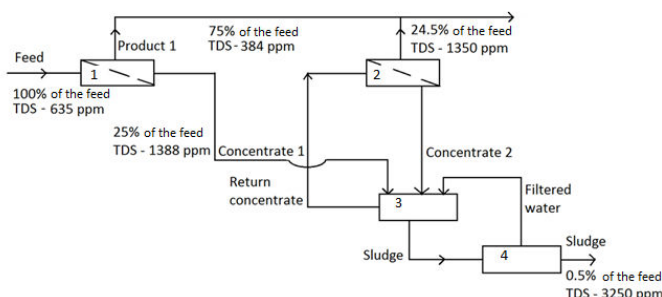 75% of the feed
TDS - 384 ppm
24.5% of the feed
TDS - 1350 ppm
Product 1
Feed
1
2
100% of the feed
TDS - 635 ppm
25% of the feed
TDS - 1388 ppm
Concentrate 1
Concentrate 2
Return
concentrate
Filtered
water
3
Sludge
4
Sludge
0.5% of the feed
TDS - 3250 ppm